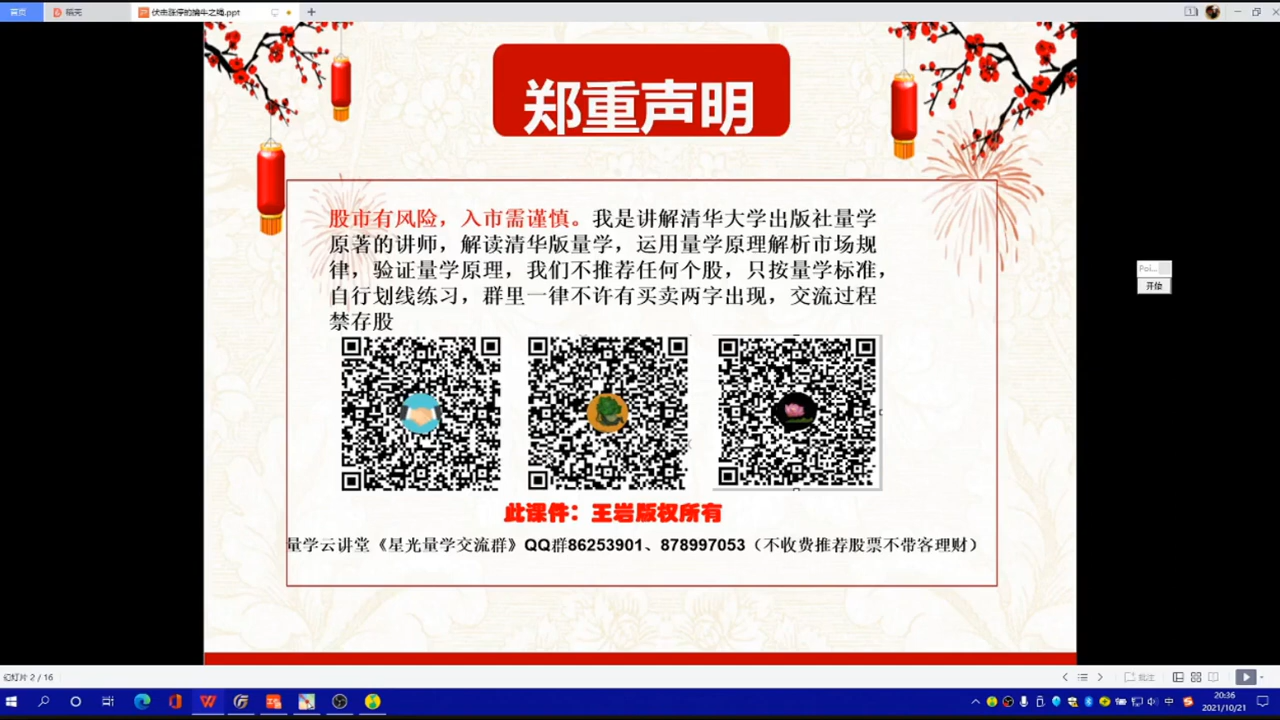 首页
稻壳
伏击涨停的擒牛之绳.ppt
郑重声明
股市有风险，入市需谨慎。我是讲解清华大学出版社量学
原著的讲师，解读清华版量学，运用量学原理解析市场规
律，验证量学原理，我们不推荐任何个股，只按量学标准，
自行划线练习，群里一律不许有买卖两字出现，交流过程
禁荐股
Poi...
开始
此课件：王岩版权所有
量学云讲堂《星光量学交流群》QQ群86253901、878997053（不收费推荐股票不带客理财）
幻灯片 2 / 16
批注
中
20:36
2021/10/21